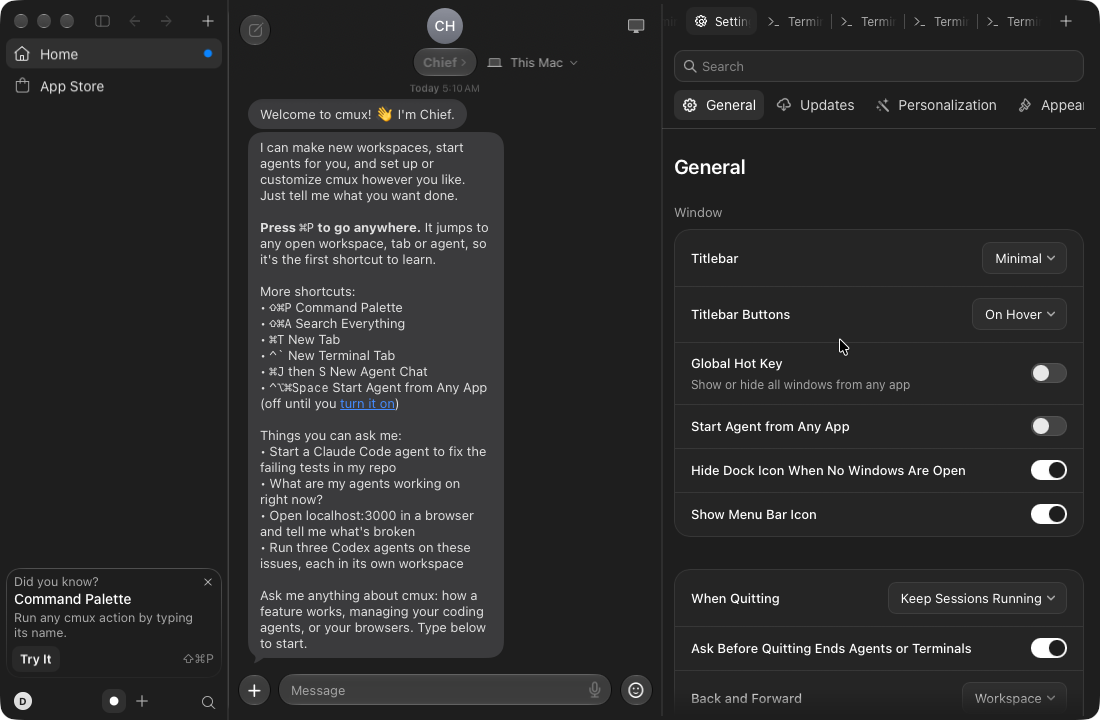 Home
App Store
Did you know?
Command Palette
Run any cmux action by typing
its name.
Try It
⇧⌘P
D
CH
Chief
This Mac
Today 5:10 AM
Welcome to cmux! 👋 I'm Chief.
I can make new workspaces, start
agents for you, and set up or
customize cmux however you like.
Just tell me what you want done.
Press ⌘P to go anywhere. It jumps to
any open workspace, tab or agent, so
it's the first shortcut to learn.
More shortcuts:
• ⇧⌘P Command Palette
• ⇧⌘A Search Everything
• ⌘T New Tab
• ^` New Terminal Tab
• ⌘J then S New Agent Chat
• ^⌥⌘Space Start Agent from Any App
(off until you turn it on)
Things you can ask me:
• Start a Claude Code agent to fix the
failing tests in my repo
• What are my agents working on
right now?
• Open localhost:3000 in a browser
and tell me what's broken
• Run three Codex agents on these
issues, each in its own workspace
Ask me anything about cmux: how a
feature works, managing your coding
agents, or your browsers. Type below
to start.
Message
Settin
Termin
Termin
Termin
Termin
Search
General
Updates
Personalization
Appear
General
Window
Titlebar
Minimal
Titlebar Buttons
On Hover
Global Hot Key
Show or hide all windows from any app
Start Agent from Any App
Hide Dock Icon When No Windows Are Open
Show Menu Bar Icon
When Quitting
Keep Sessions Running
Ask Before Quitting Ends Agents or Terminals
Back and Forward
Workspace